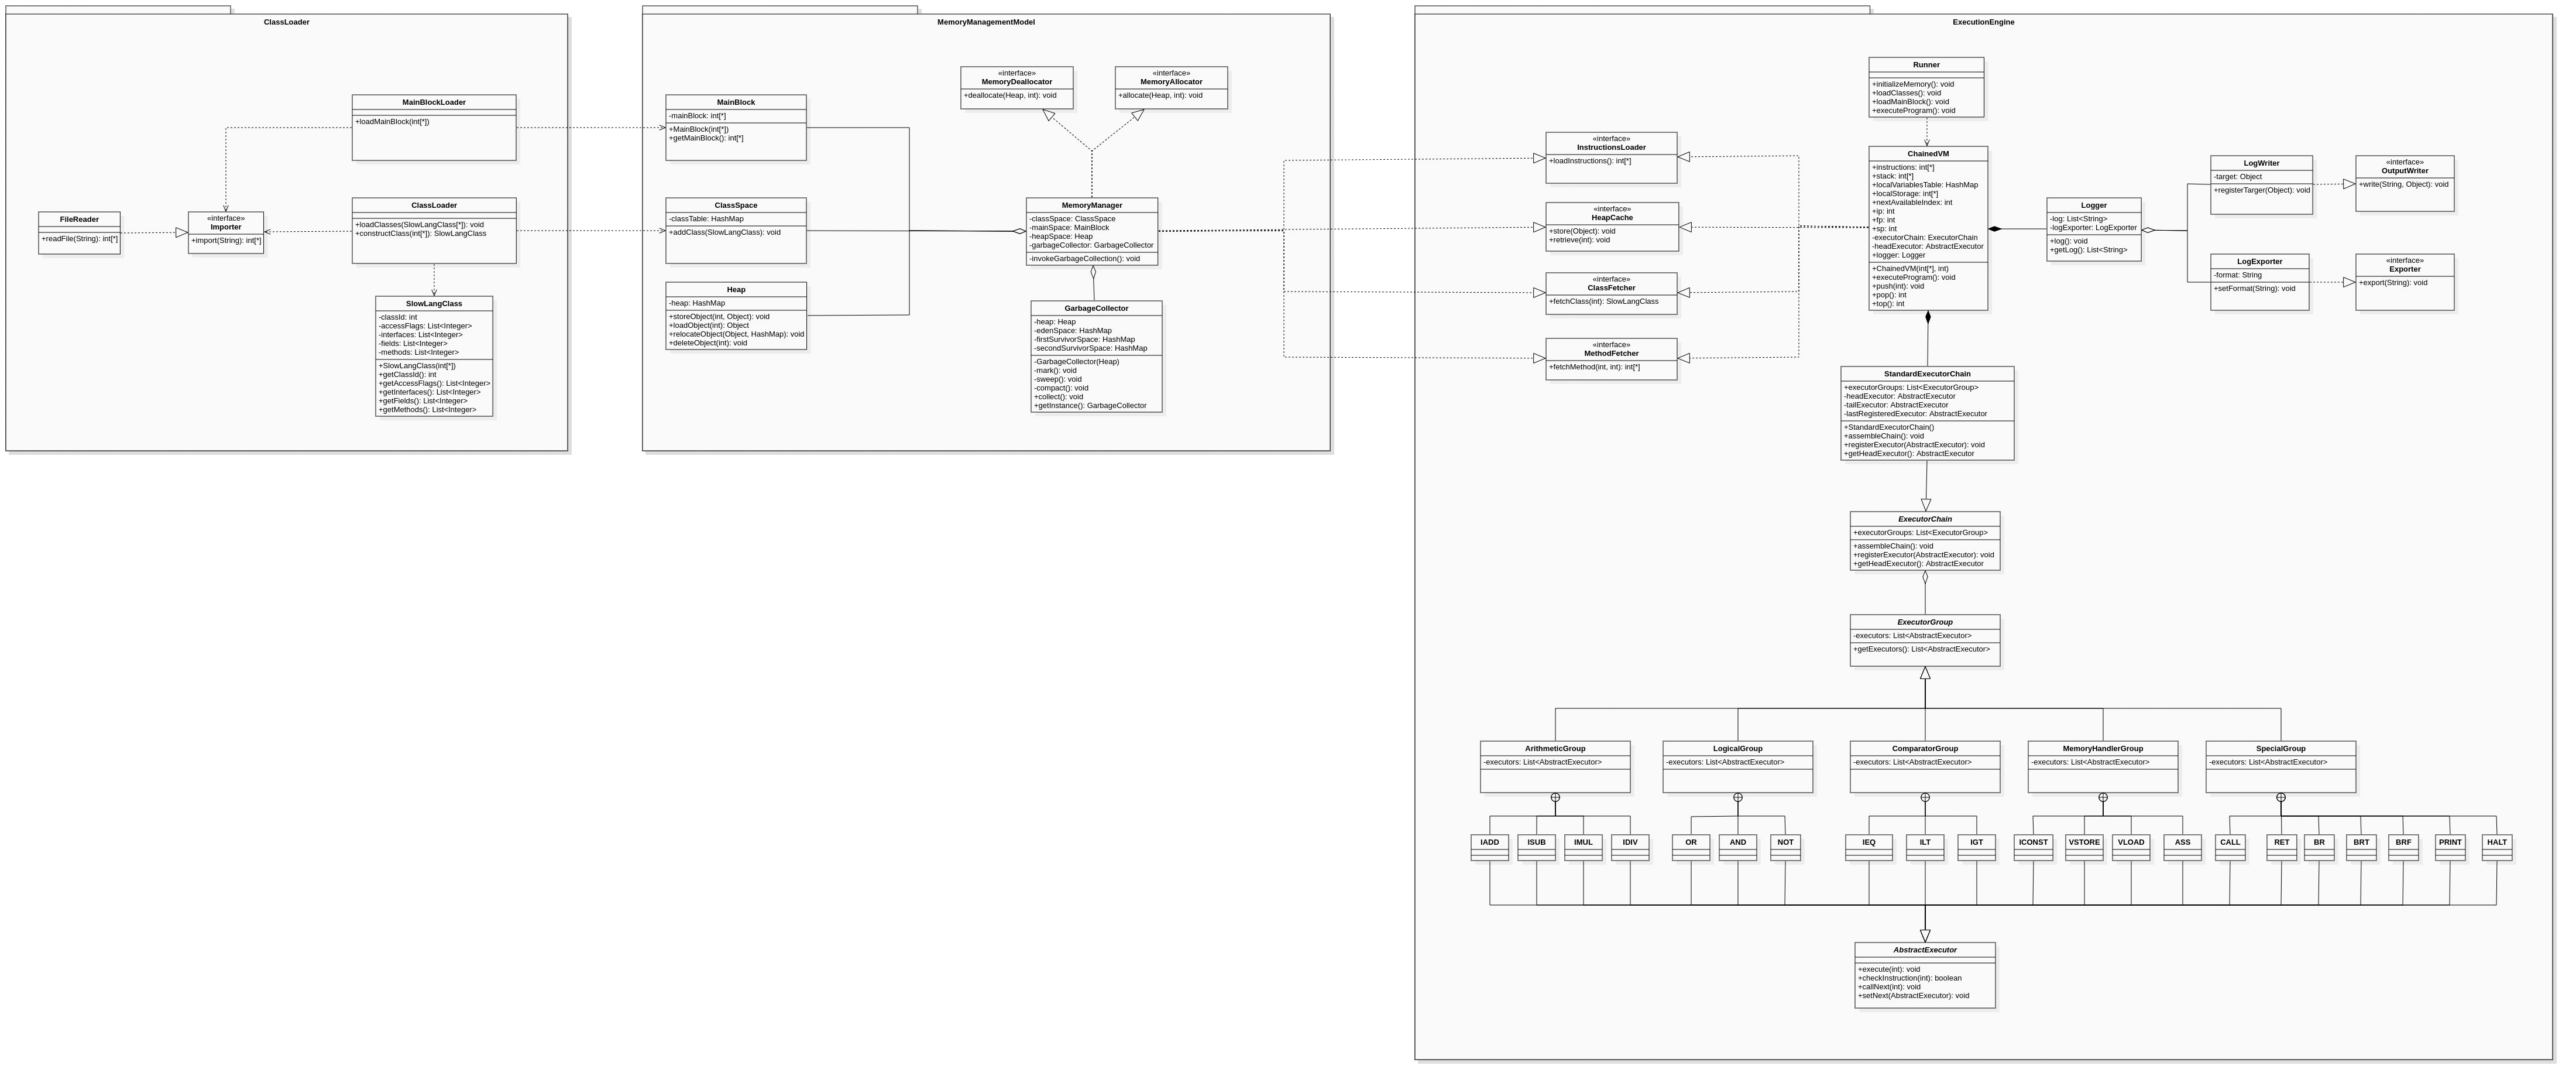 ClassLoader
MainBlockLoader
+loadMainBlock(int[*])
FileReader
+readFile(String): int[*]
«interface»
Importer
+import(String): int[*]
ClassLoader
+loadClasses(SlowLangClass[*]): void
+constructClass(int[*]): SlowLangClass
SlowLangClass
-classId: int
-accessFlags: List<Integer>
-interfaces: List<Integer>
-fields: List<Integer>
-methods: List<Integer>
+SlowLangClass(int[*])
+getClassId(): int
+getAccessFlags(): List<Integer>
+getInterfaces(): List<Integer>
+getFields(): List<Integer>
+getMethods(): List<Integer>
MemoryManagementModel
«interface»
MemoryDeallocator
+deallocate(Heap, int): void
«interface»
MemoryAllocator
+allocate(Heap, int): void
MainBlock
-mainBlock: int[*]
+MainBlock(int[*])
+getMainBlock(): int[*]
ClassSpace
-classTable: HashMap
+addClass(SlowLangClass): void
Heap
-heap: HashMap
+storeObject(int, Object): void
+loadObject(int): Object
+relocateObject(Object, HashMap): void
+deleteObject(int): void
MemoryManager
-classSpace: ClassSpace
-mainSpace: MainBlock
-heapSpace: Heap
-garbageCollector: GarbageCollector
-invokeGarbageCollection(): void
GarbageCollector
-heap: Heap
-edenSpace: HashMap
-firstSurvivorSpace: HashMap
-secondSurvivorSpace: HashMap
-GarbageCollector(Heap)
-mark(): void
-sweep(): void
-compact(): void
+collect(): void
+getInstance(): GarbageCollector
ExecutionEngine
Runner
+initializeMemory(): void
+loadClasses(): void
+loadMainBlock(): void
+executeProgram(): void
«interface»
InstructionsLoader
+loadInstructions(): int[*]
«interface»
HeapCache
+store(Object): void
+retrieve(int): void
«interface»
ClassFetcher
+fetchClass(int): SlowLangClass
«interface»
MethodFetcher
+fetchMethod(int, int): int[*]
ChainedVM
+instructions: int[*]
+stack: int[*]
+localVariablesTable: HashMap
+localStorage: int[*]
+nextAvailableIndex: int
+ip: int
+fp: int
+sp: int
-executorChain: ExecutorChain
-headExecutor: AbstractExecutor
+logger: Logger
+ChainedVM(int[*], int)
+executeProgram(): void
+push(int): void
+pop(): int
+top(): int
Logger
-log: List<String>
-logExporter: LogExporter
+log(): void
+getLog(): List<String>
LogWriter
-target: Object
+registerTarger(Object): void
«interface»
OutputWriter
+write(String, Object): void
LogExporter
-format: String
+setFormat(String): void
«interface»
Exporter
+export(String): void
StandardExecutorChain
+executorGroups: List<ExecutorGroup>
-headExecutor: AbstractExecutor
-tailExecutor: AbstractExecutor
-lastRegisteredExecutor: AbstractExecutor
+StandardExecutorChain()
+assembleChain(): void
+registerExecutor(AbstractExecutor): void
+getHeadExecutor(): AbstractExecutor
ExecutorChain
+executorGroups: List<ExecutorGroup>
+assembleChain(): void
+registerExecutor(AbstractExecutor): void
+getHeadExecutor(): AbstractExecutor
ExecutorGroup
-executors: List<AbstractExecutor>
+getExecutors(): List<AbstractExecutor>
ArithmeticGroup
-executors: List<AbstractExecutor>
LogicalGroup
-executors: List<AbstractExecutor>
ComparatorGroup
-executors: List<AbstractExecutor>
MemoryHandlerGroup
-executors: List<AbstractExecutor>
SpecialGroup
-executors: List<AbstractExecutor>
IADD
ISUB
IMUL
IDIV
OR
AND
NOT
IEQ
ILT
IGT
ICONST
VSTORE
VLOAD
ASS
CALL
RET
BR
BRT
BRF
PRINT
HALT
AbstractExecutor
+execute(int): void
+checkInstruction(int): boolean
+callNext(int): void
+setNext(AbstractExecutor): void